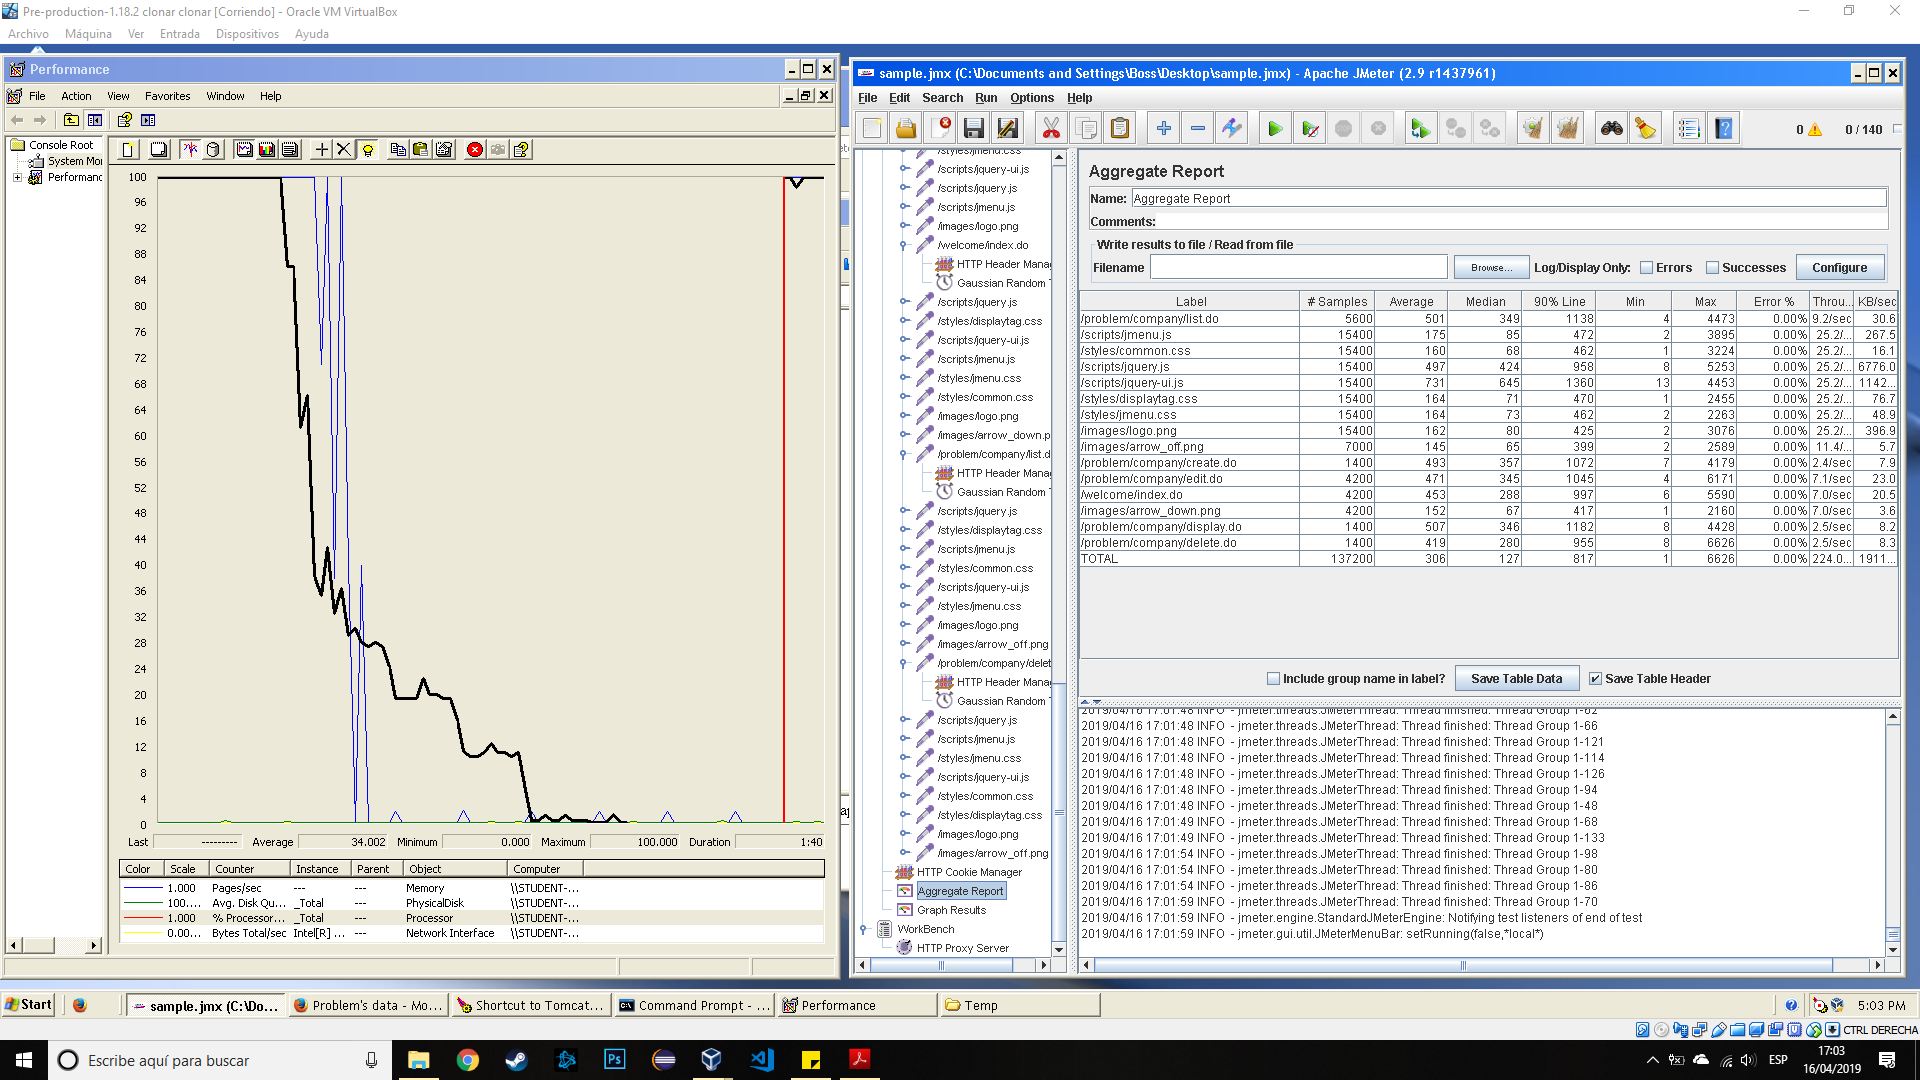 Pre-production-1.18.2 clonar clonar [Corriendo] - Oracle VM VirtualBox
Archivo Máquina Ver Entrada Dispositivos Ayuda
Performance
File Action View Favorites Window Help
Console Root
System Mo
Performanc
100
96
92
88
84
80
76
72
68
64
60
56
52
48
44
40
36
32
28
24
20
16
12
8
4
0
Last --------- Average 34.002 Minimum 0.000 Maximum 100.000 Duration 1:40
Color Scale Counter Instance Parent Object Computer
1.000 Pages/sec --- --- Memory \\STUDENT-...
100.... Avg. Disk Qu... _Total --- PhysicalDisk \\STUDENT-...
1.000 % Processor... _Total --- Processor \\STUDENT-...
0.00... Bytes Total/sec Intel[R] ... --- Network Interface \\STUDENT-...
sample.jmx (C:\Documents and Settings\Boss\Desktop\sample.jmx) - Apache JMeter (2.9 r1437961)
File Edit Search Run Options Help
0 0 / 140
/styles/jmenu.css
/scripts/jquery-ui.js
/scripts/jquery.js
/scripts/jmenu.js
/images/logo.png
/welcome/index.do
HTTP Header Mana
Gaussian Random
/scripts/jquery.js
/styles/displaytag.css
/scripts/jquery-ui.js
/scripts/jmenu.js
/styles/jmenu.css
/styles/common.css
/images/logo.png
/images/arrow_down.p
/problem/company/list.d
HTTP Header Mana
Gaussian Random T
/scripts/jquery.js
/styles/displaytag.css
/scripts/jmenu.js
/styles/common.css
/scripts/jquery-ui.js
/styles/jmenu.css
/images/logo.png
/images/arrow_off.png
/problem/company/delet
HTTP Header Mana
Gaussian Random T
/scripts/jquery.js
/scripts/jmenu.js
/styles/jmenu.css
/scripts/jquery-ui.js
/styles/common.css
/styles/displaytag.css
/images/logo.png
/images/arrow_off.png
HTTP Cookie Manager
Aggregate Report
Graph Results
WorkBench
HTTP Proxy Server
Aggregate Report
Name: Aggregate Report
Comments:
Write results to file / Read from file
Filename Browse... Log/Display Only: Errors Successes Configure
Label # Samples Average Median 90% Line Min Max Error % Throu... KB/sec
/problem/company/list.do 5600 501 349 1138 4 4473 0.00% 9.2/sec 30.6
/scripts/jmenu.js 15400 175 85 472 2 3895 0.00% 25.2/... 267.5
/styles/common.css 15400 160 68 462 1 3224 0.00% 25.2/... 16.1
/scripts/jquery.js 15400 497 424 958 8 5253 0.00% 25.2/... 6776.0
/scripts/jquery-ui.js 15400 731 645 1360 13 4453 0.00% 25.2/... 1142...
/styles/displaytag.css 15400 164 71 470 1 2455 0.00% 25.2/... 76.7
/styles/jmenu.css 15400 164 73 462 2 2263 0.00% 25.2/... 48.9
/images/logo.png 15400 162 80 425 2 3076 0.00% 25.2/... 396.9
/images/arrow_off.png 7000 145 65 399 2 2589 0.00% 11.4/... 5.7
/problem/company/create.do 1400 493 357 1072 7 4179 0.00% 2.4/sec 7.9
/problem/company/edit.do 4200 471 345 1045 4 6171 0.00% 7.1/sec 23.0
/welcome/index.do 4200 453 288 997 6 5590 0.00% 7.0/sec 20.5
/images/arrow_down.png 4200 152 67 417 1 2160 0.00% 7.0/sec 3.6
/problem/company/display.do 1400 507 346 1182 8 4428 0.00% 2.5/sec 8.2
/problem/company/delete.do 1400 419 280 955 8 6626 0.00% 2.5/sec 8.3
TOTAL 137200 306 127 817 1 6626 0.00% 224.0... 1911...
Include group name in label? Save Table Data Save Table Header
2019/04/16 17:01:48 INFO - jmeter.threads.JMeterThread: Thread finished: Thread Group 1-62
2019/04/16 17:01:48 INFO - jmeter.threads.JMeterThread: Thread finished: Thread Group 1-66
2019/04/16 17:01:48 INFO - jmeter.threads.JMeterThread: Thread finished: Thread Group 1-121
2019/04/16 17:01:48 INFO - jmeter.threads.JMeterThread: Thread finished: Thread Group 1-114
2019/04/16 17:01:48 INFO - jmeter.threads.JMeterThread: Thread finished: Thread Group 1-126
2019/04/16 17:01:48 INFO - jmeter.threads.JMeterThread: Thread finished: Thread Group 1-94
2019/04/16 17:01:48 INFO - jmeter.threads.JMeterThread: Thread finished: Thread Group 1-48
2019/04/16 17:01:49 INFO - jmeter.threads.JMeterThread: Thread finished: Thread Group 1-68
2019/04/16 17:01:49 INFO - jmeter.threads.JMeterThread: Thread finished: Thread Group 1-133
2019/04/16 17:01:54 INFO - jmeter.threads.JMeterThread: Thread finished: Thread Group 1-98
2019/04/16 17:01:54 INFO - jmeter.threads.JMeterThread: Thread finished: Thread Group 1-80
2019/04/16 17:01:54 INFO - jmeter.threads.JMeterThread: Thread finished: Thread Group 1-86
2019/04/16 17:01:59 INFO - jmeter.threads.JMeterThread: Thread finished: Thread Group 1-70
2019/04/16 17:01:59 INFO - jmeter.engine.StandardJMeterEngine: Notifying test listeners of end of test
2019/04/16 17:01:59 INFO - jmeter.gui.util.JMeterMenuBar: setRunning(false,*local*)
Start sample.jmx (C:\Do... Problem's data - Mo... Shortcut to Tomcat... Command Prompt - ... Performance Temp 5:03 PM
CTRL DERECHA
Escribe aquí para buscar
ESP
17:03
16/04/2019